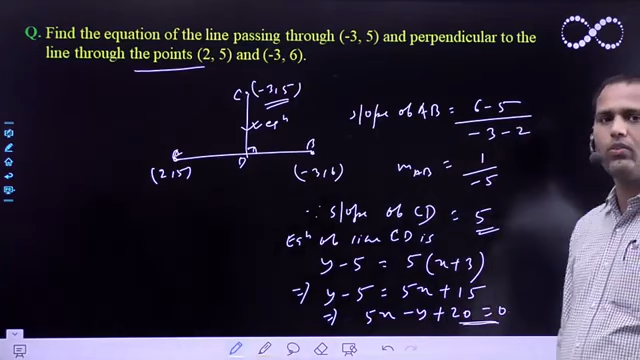 Q. Find the equation of the line passing through (-3, 5) and perpendicular to the
line through the points (2, 5) and (-3, 6).
C (-3,5)
x eqⁿ
A D B
(2,5) (-3,6)
slope of AB = 6-5 / -3-2
m AB = 1 / -5
∵ slope of CD = 5
Eqⁿ of line CD is
y-5 = 5(x+3)
⇒ y-5 = 5x+15
⇒ 5x-y+20=0